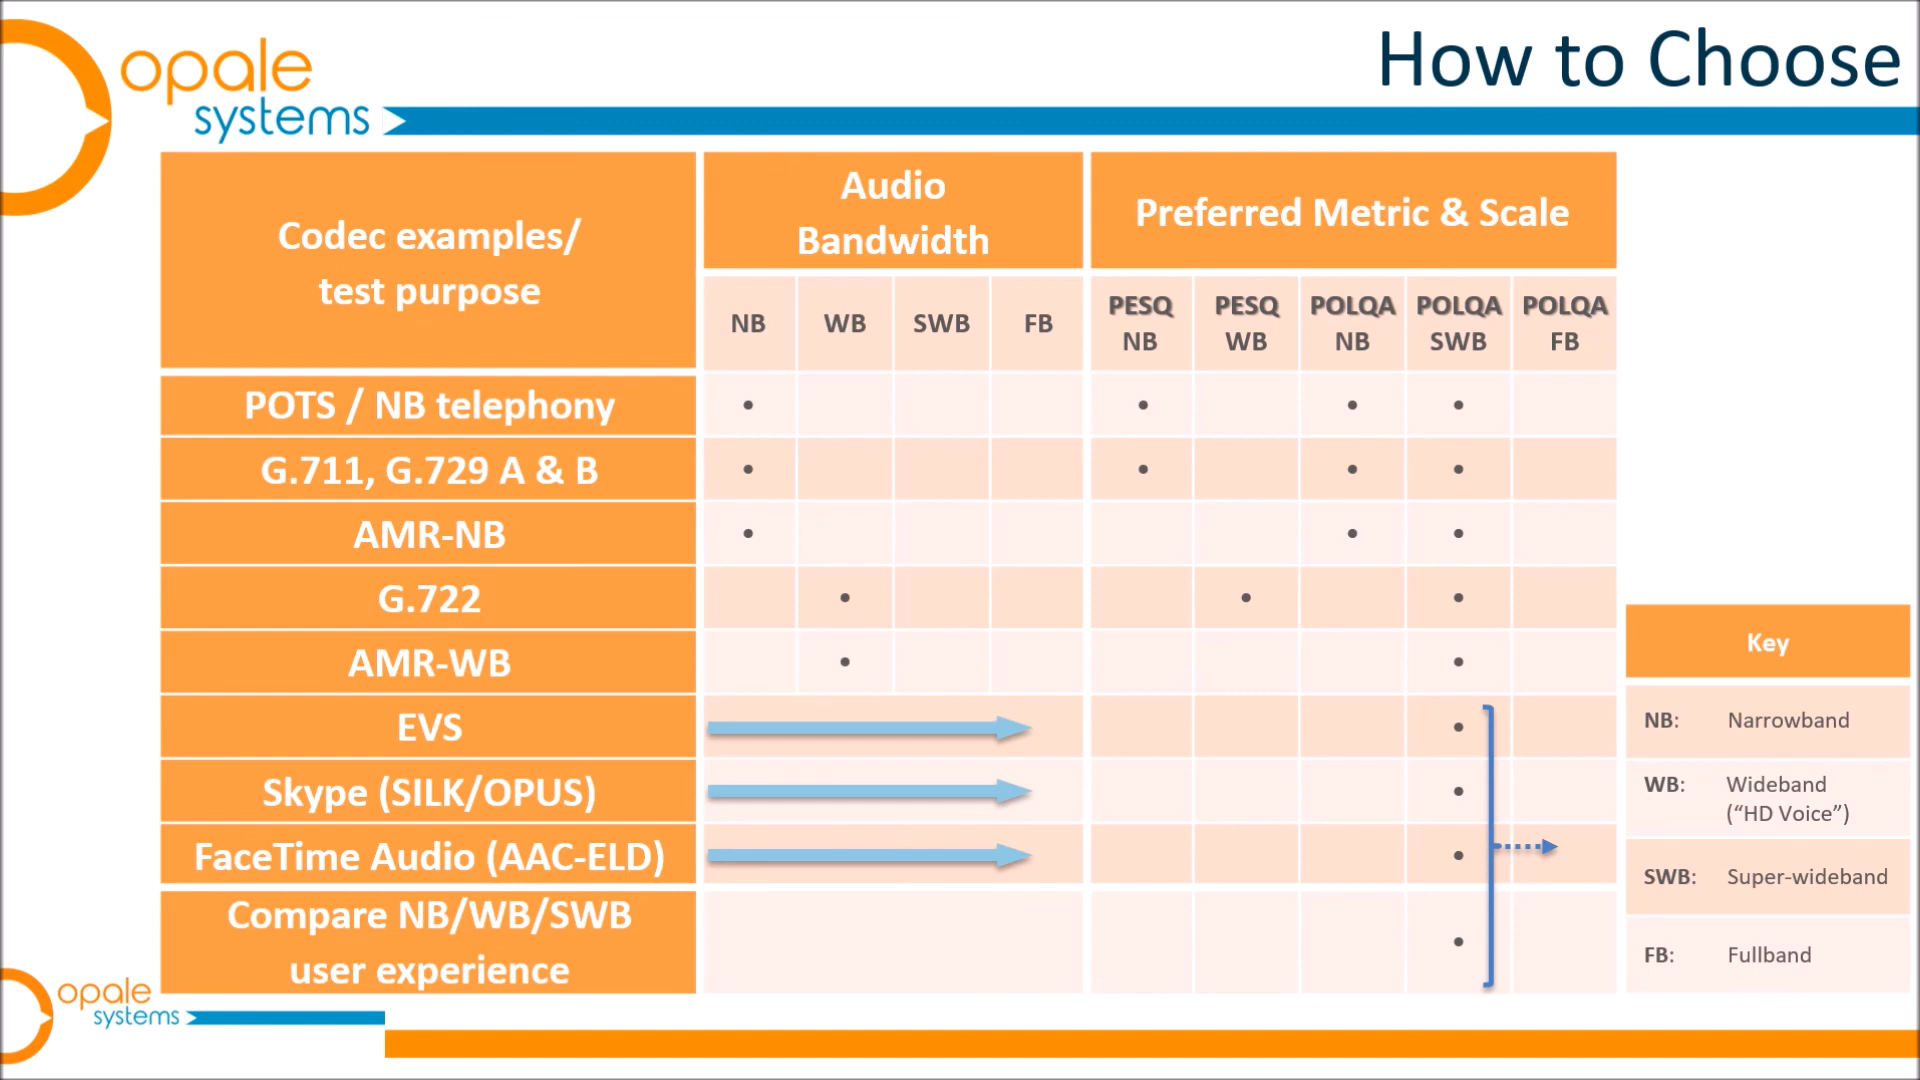 opale
systems
How to Choose
Codec examples/
test purpose
Audio
Bandwidth
Preferred Metric & Scale
NB
WB
SWB
FB
PESQ
NB
PESQ
WB
POLQA
NB
POLQA
SWB
POLQA
FB
POTS / NB telephony
G.711, G.729 A & B
AMR-NB
G.722
AMR-WB
EVS
Skype (SILK/OPUS)
FaceTime Audio (AAC-ELD)
Compare NB/WB/SWB
user experience
Key
NB: Narrowband
WB: Wideband
(“HD Voice”)
SWB: Super-wideband
FB: Fullband
opale
systems